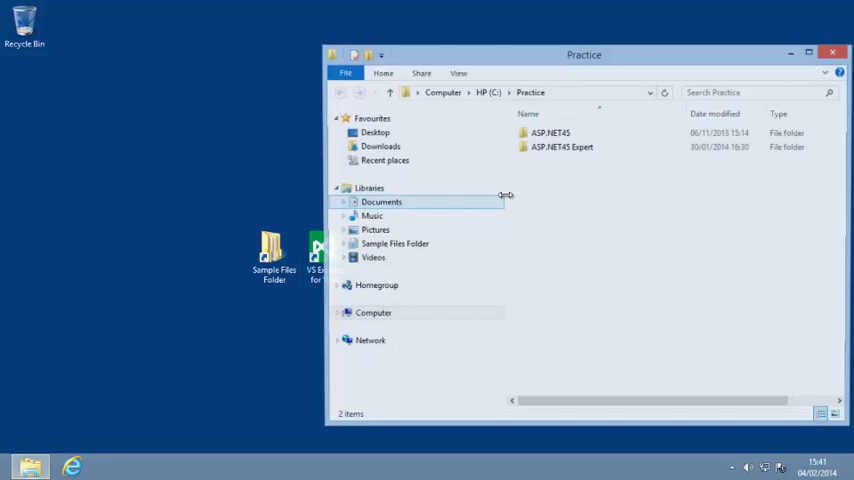 Recycle Bin
Practice
File Home Share View
Computer HP (C:) Practice
Search Practice
Name Date modified Type
ASP.NET45 06/11/2013 15:14 File folder
ASP.NET45 Expert 30/01/2014 16:30 File folder
Favourites
Desktop
Downloads
Recent places
Libraries
Documents
Music
Pictures
Sample Files Folder
Videos
Homegroup
Computer
Network
Sample Files
Folder
VS
for
2 items
15:41
04/02/2014